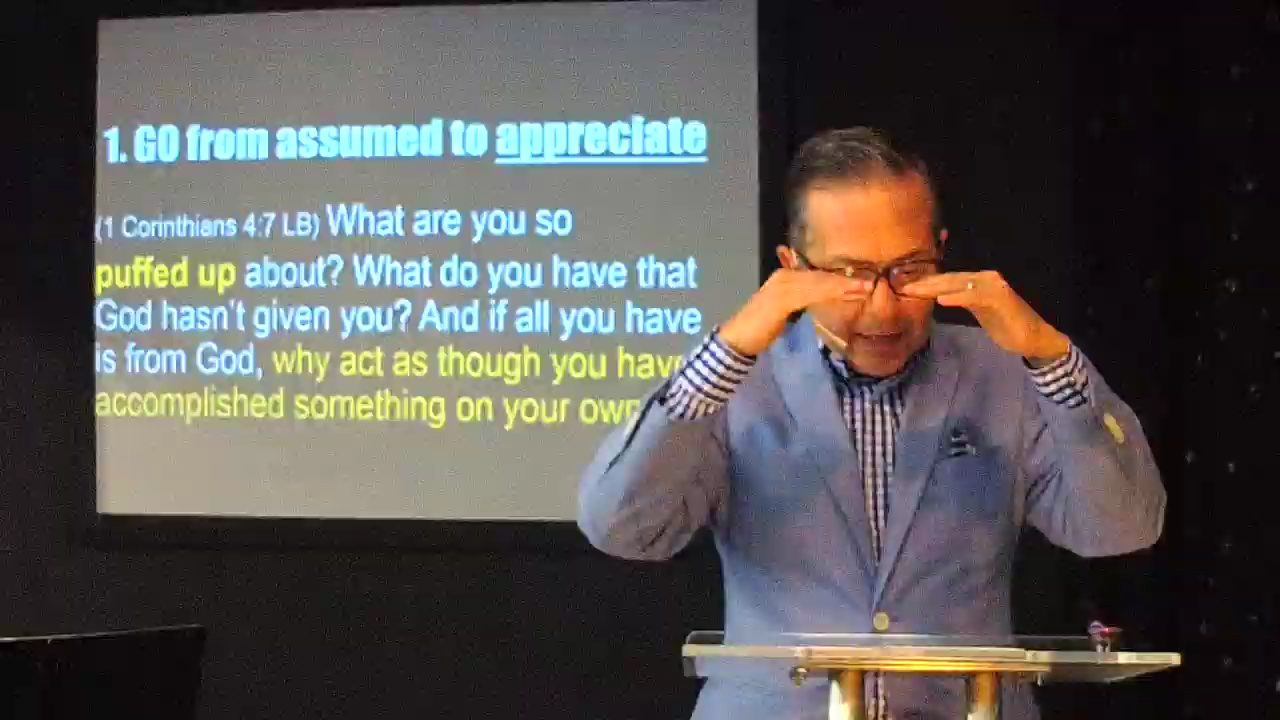 1. GO from assumed to appreciate
(1 Corinthians 4:7 LB) What are you so
puffed up about? What do you have that
God hasn't given you? And if all you have
is from God, why act as though you have
accomplished something on your own